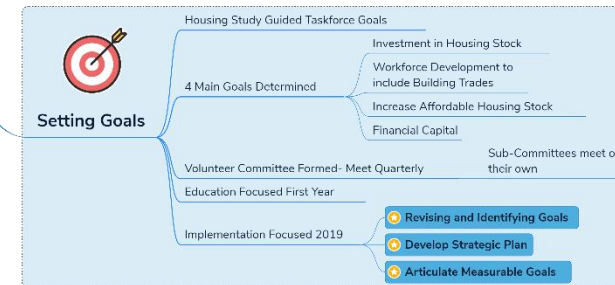 Housing Study Guided Taskforce Goals
Investment in Housing Stock
Workforce Development to
include Building Trades
4 Main Goals Determined
Increase Affordable Housing Stock
Setting Goals
Financial Capital
Volunteer Committee Formed- Meet Quarterly
Sub-Committees meet
their own
Education Focused First Year
Implementation Focused 2019
Revising and Identifying Goals
Develop Strategic Plan
Articulate Measurable Goals